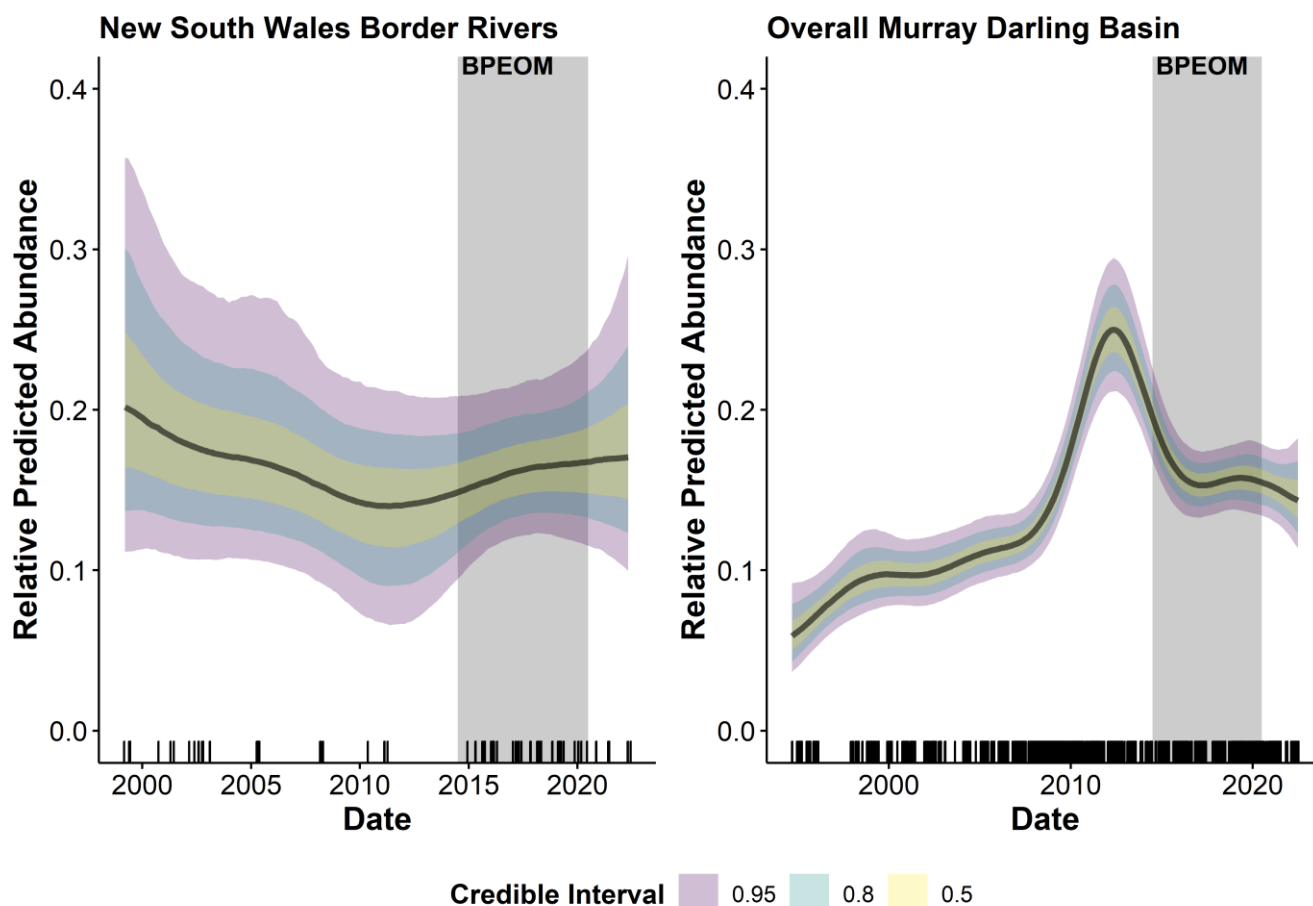 New South Wales Border Rivers
BPEOM
0.4
0.3
0.2
0.1
0.0
Relative Predicted Abundance
2000 2005 2010 2015 2020
Date
Overall Murray Darling Basin
BPEOM
0.4
0.3
0.2
0.1
0.0
Relative Predicted Abundance
2000 2010 2020
Date
Credible Interval 0.95 0.8 0.5